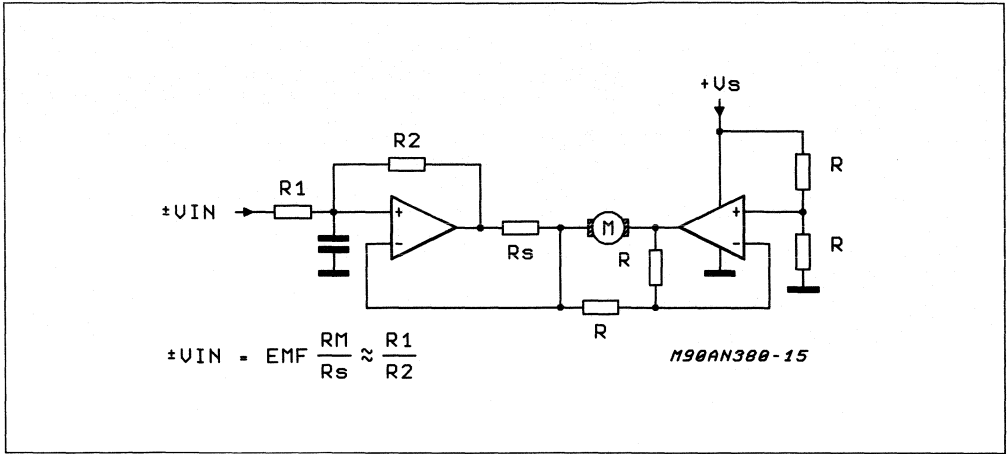 +Vs
R2
R
R1
±VIN
+
-
+
-
M
R
Rs
R
R
±VIN = EMF RM/Rs ≈ R1/R2
M90AN380-15